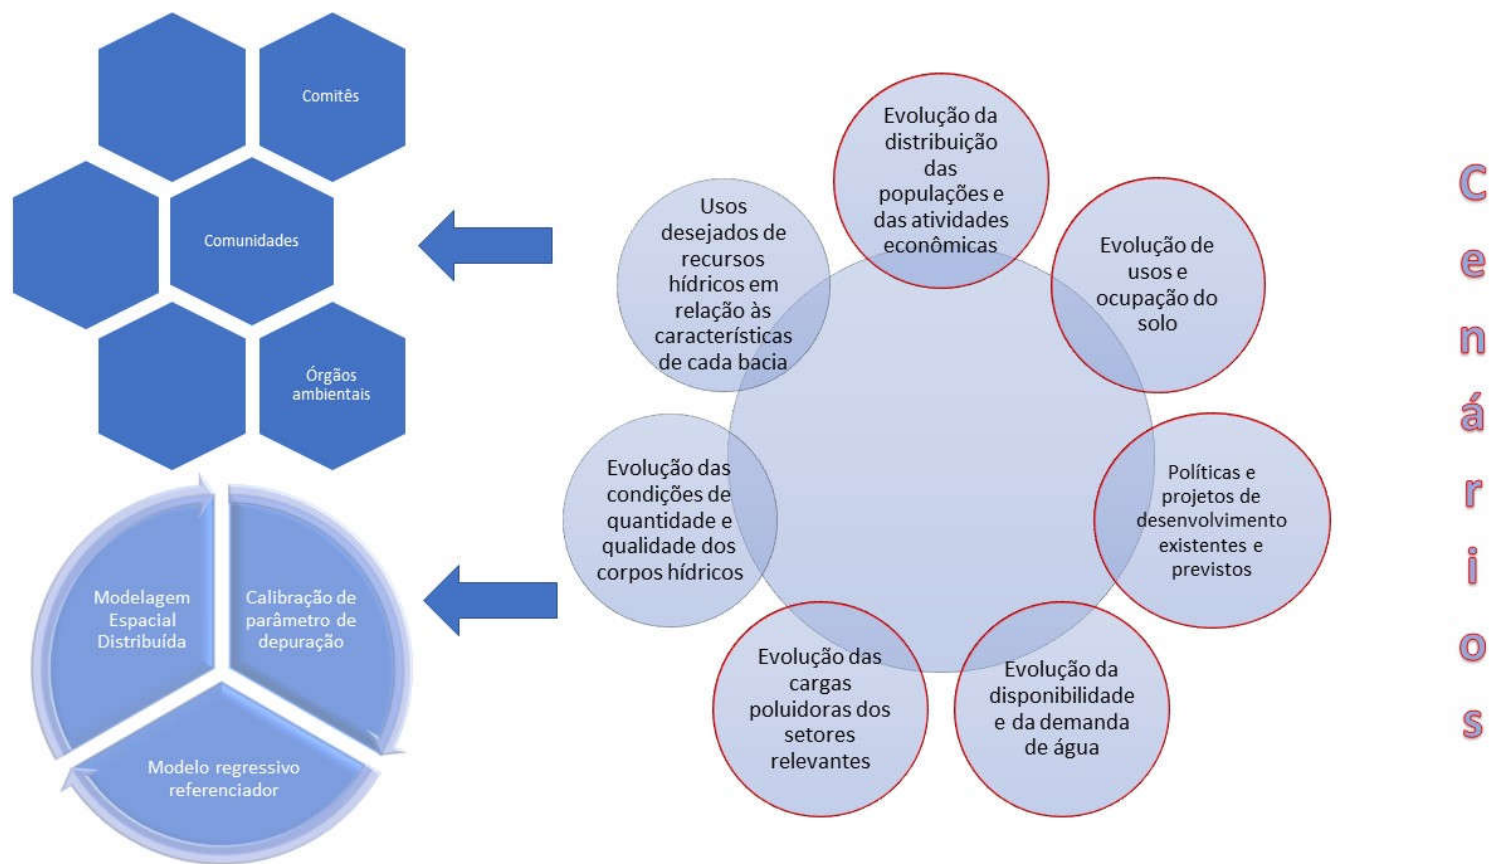 Comitês
Comunidades
Órgãos
ambientais
Modelagem
Espacial
Distribuída
Calibração de
parâmetro de
depuração
Modelo regressivo
referenciador
Evolução da
distribuição
das
populações e
das atividades
econômicas
Usos
desejados de
recursos
hídricos em
relação às
características
de cada bacia
Evolução de
usos e
ocupação do
solo
Evolução das
condições de
quantidade e
qualidade dos
corpos hídricos
Políticas e
projetos de
desenvolvimento
existentes e
previstos
Evolução das
cargas
poluidoras dos
setores
relevantes
Evolução da
disponibilidade
e da demanda
de água
Cenários